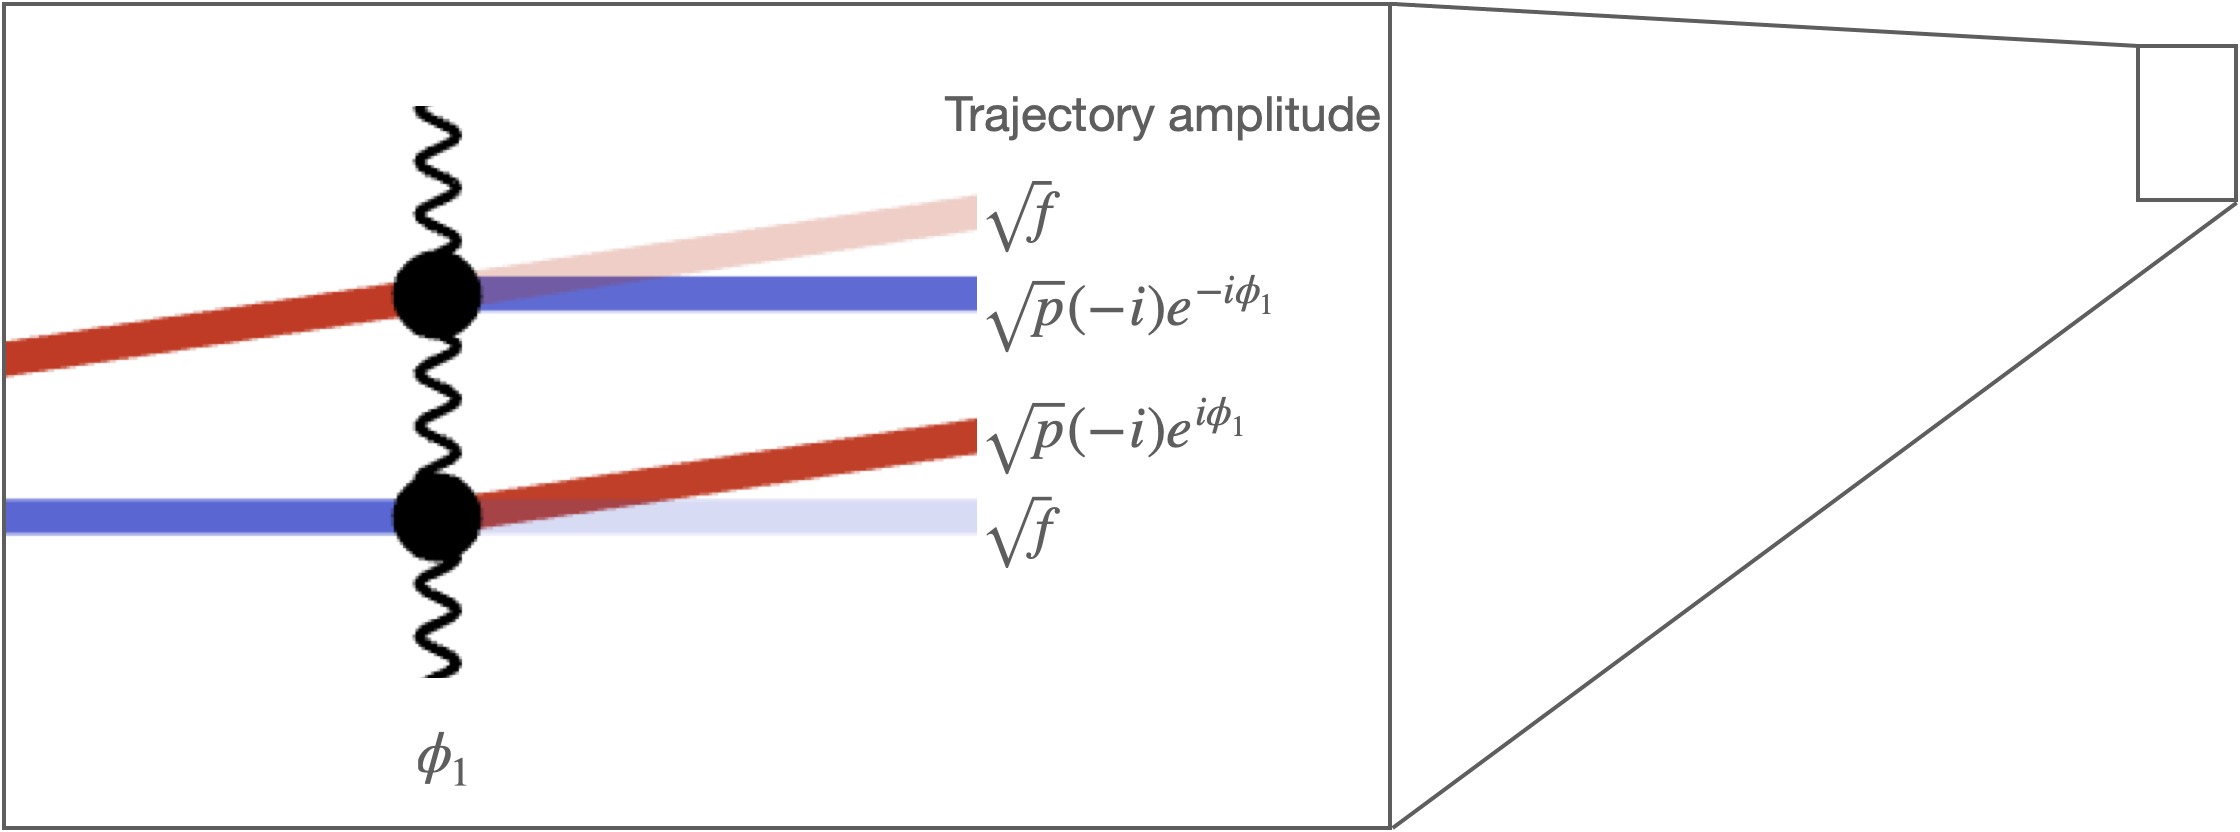 Trajectory amplitude
√f
√p(−i)e^{−iϕ₁}
√p(−i)e^{iϕ₁}
√f
ϕ₁